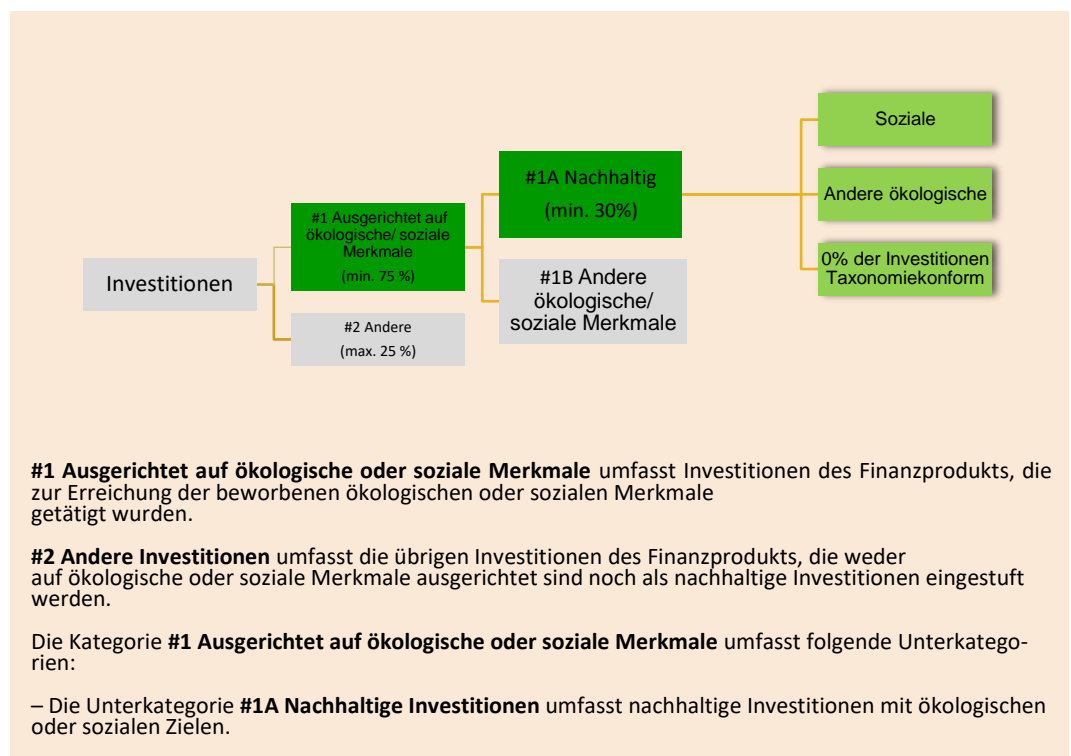 Investitionen
#1 Ausgerichtet auf
ökologische/ soziale
Merkmale
(min. 75 %)
#2 Andere
(max. 25 %)
#1A Nachhaltig
(min. 30%)
#1B Andere
ökologische/
soziale Merkmale
Soziale
Andere ökologische
0% der Investitionen
Taxonomiekonform
#1 Ausgerichtet auf ökologische oder soziale Merkmale umfasst Investitionen des Finanzprodukts, die
zur Erreichung der beworbenen ökologischen oder sozialen Merkmale
getätigt wurden.
#2 Andere Investitionen umfasst die übrigen Investitionen des Finanzprodukts, die weder
auf ökologische oder soziale Merkmale ausgerichtet sind noch als nachhaltige Investitionen eingestuft
werden.
Die Kategorie #1 Ausgerichtet auf ökologische oder soziale Merkmale umfasst folgende Unterkatego-
rien:
– Die Unterkategorie #1A Nachhaltige Investitionen umfasst nachhaltige Investitionen mit ökologischen
oder sozialen Zielen.